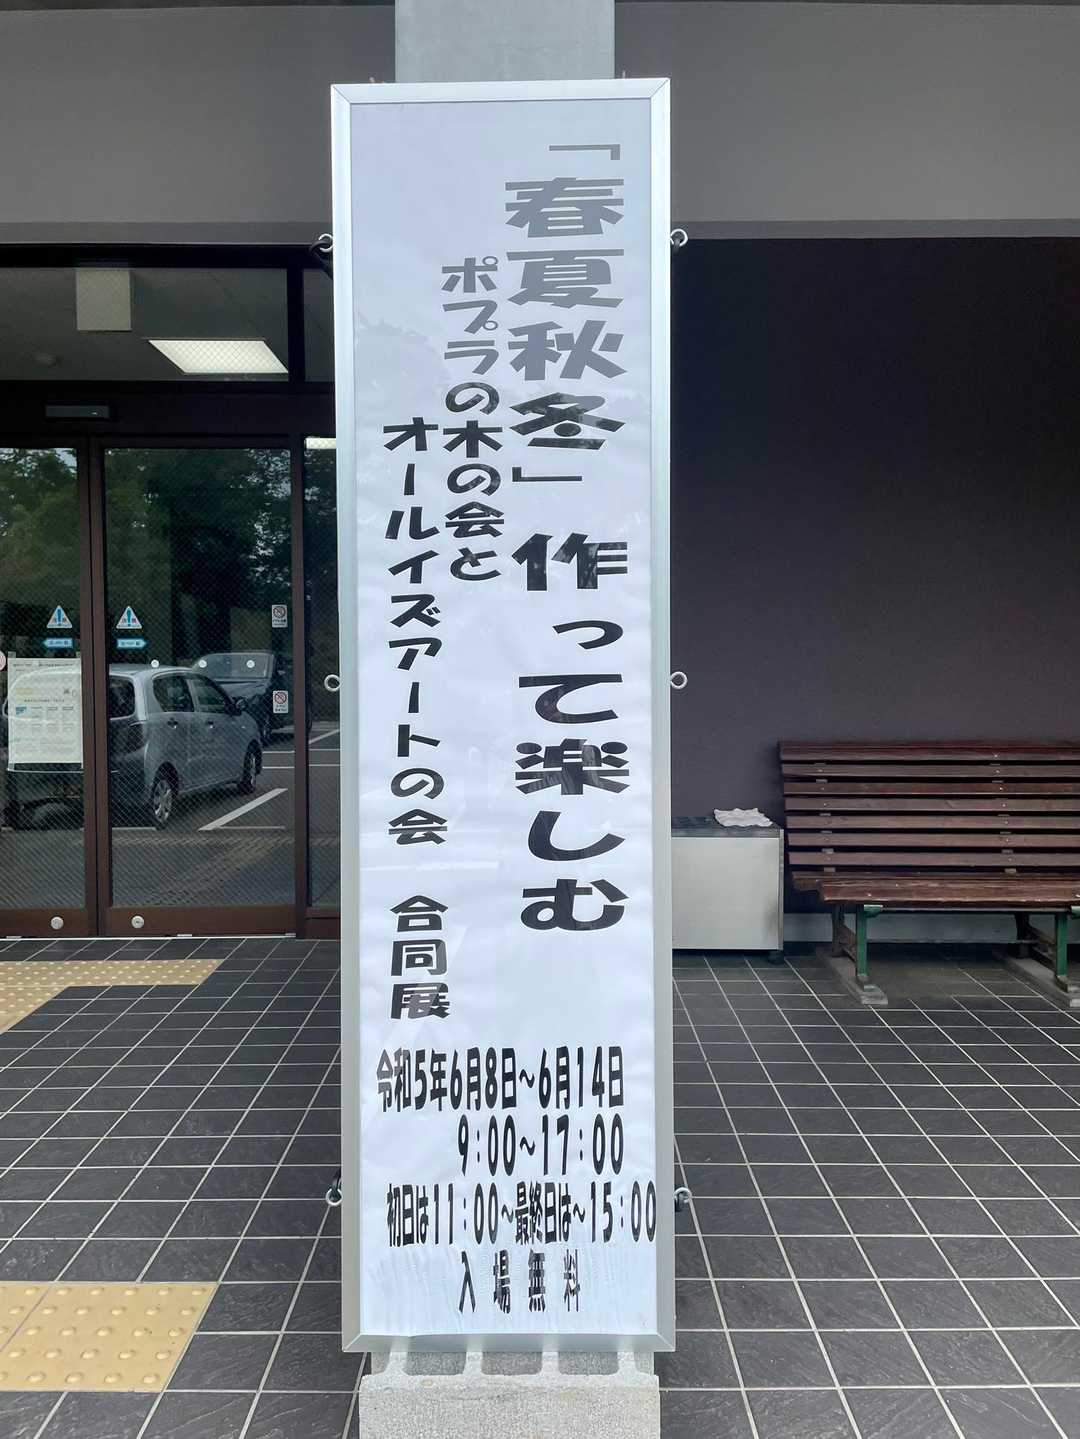 「春夏秋冬」作って楽しむ
ポプラの木の会と
オールイズアートの会 合同展
令和5年6月8日～6月14日
9：00～17：00
初日は11：00～最終日は～15：00
入場無料